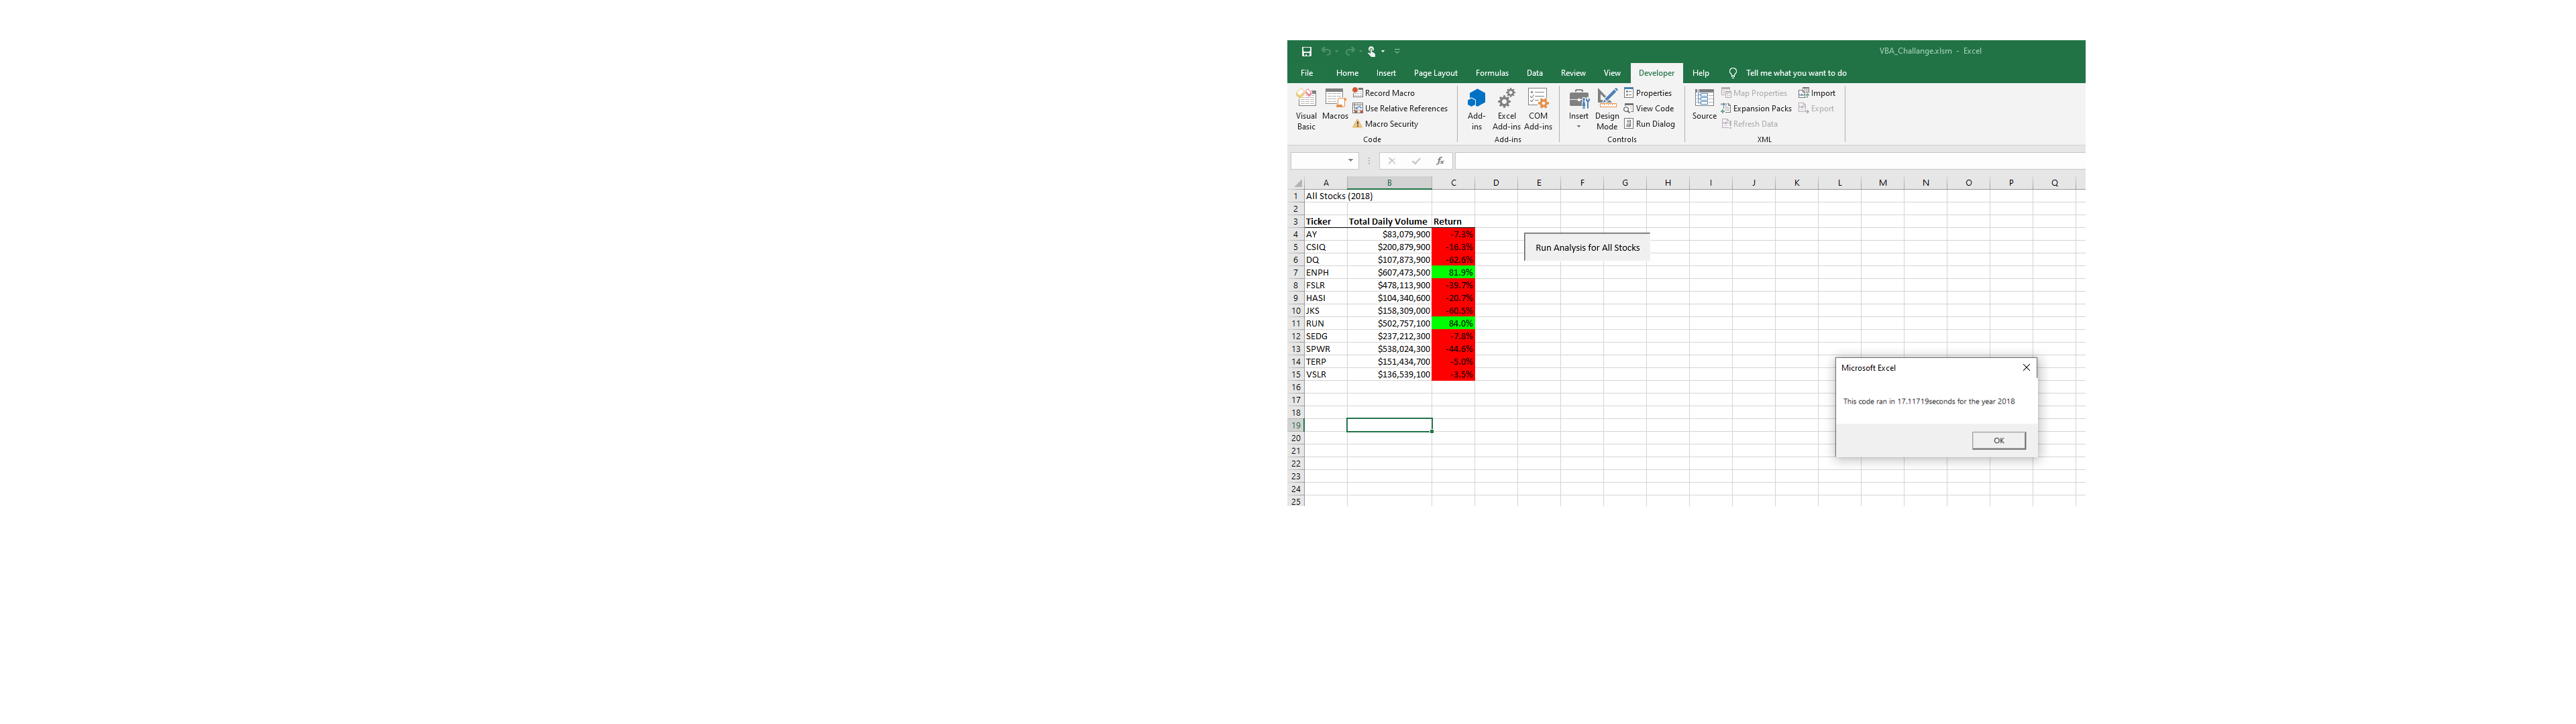 VBA_Challange.xlsm - Excel
File Home Insert Page Layout Formulas Data Review View Developer Help Tell me what you want to do
Visual Basic
Macros
Record Macro
Use Relative References
Macro Security
Code
Add-ins
Excel Add-ins
COM Add-ins
Add-ins
Insert
Design Mode
Properties
View Code
Run Dialog
Controls
Source
Map Properties
Expansion Packs
Refresh Data
Import
Export
XML
fx
A B C D E F G H I J K L M N O P Q
1 All Stocks (2018)
2
3 Ticker Total Daily Volume Return
4 AY $83,079,900 -7.3%
5 CSIQ $200,879,900 -16.3%
6 DQ $107,873,900 -62.6%
7 ENPH $607,473,500 81.9%
8 FSLR $478,113,900 -39.7%
9 HASI $104,340,600 -20.7%
10 JKS $158,309,000 -60.5%
11 RUN $502,757,100 84.0%
12 SEDG $237,212,300 -7.8%
13 SPWR $538,024,300 -44.6%
14 TERP $151,434,700 -5.0%
15 VSLR $136,539,100 -3.5%
16
17
18
19
20
21
22
23
24
25
Run Analysis for All Stocks
Microsoft Excel
This code ran in 17.11719seconds for the year 2018
OK